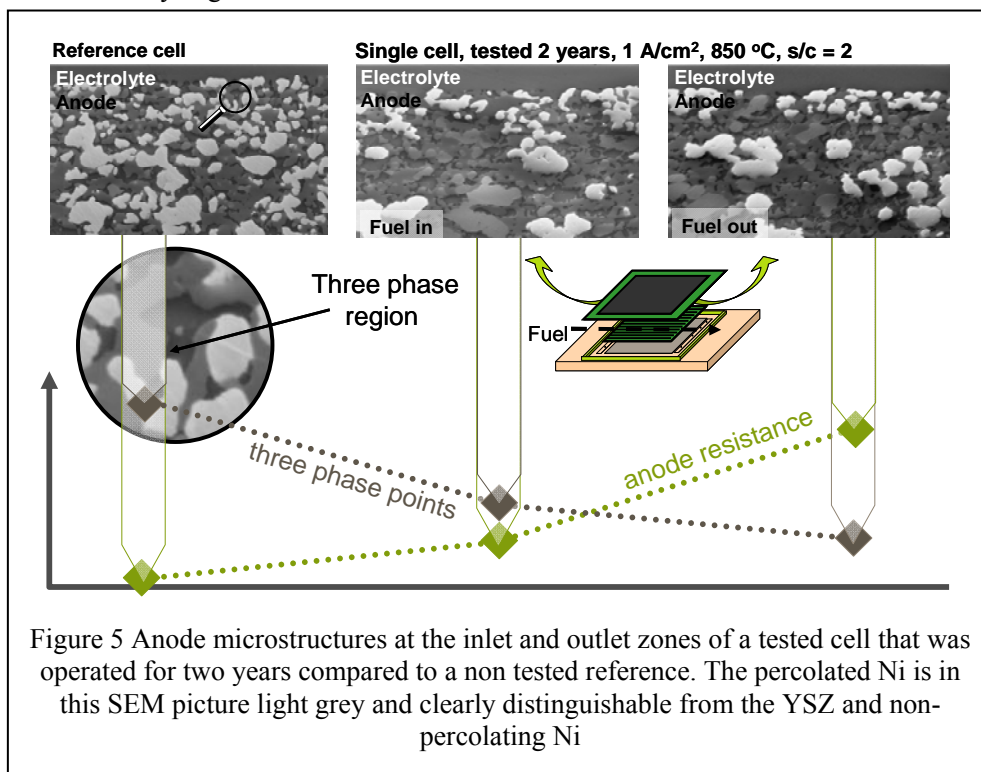 Reference cell
Single cell, tested 2 years, 1 A/cm², 850 ºC, s/c = 2
Electrolyte
Anode
Electrolyte
Anode
Fuel in
Electrolyte
Anode
Fuel out
Three phase
region
Fuel
three phase points
anode resistance
Figure 5 Anode microstructures at the inlet and outlet zones of a tested cell that was
operated for two years compared to a non tested reference. The percolated Ni is in
this SEM picture light grey and clearly distinguishable from the YSZ and non-
percolating Ni